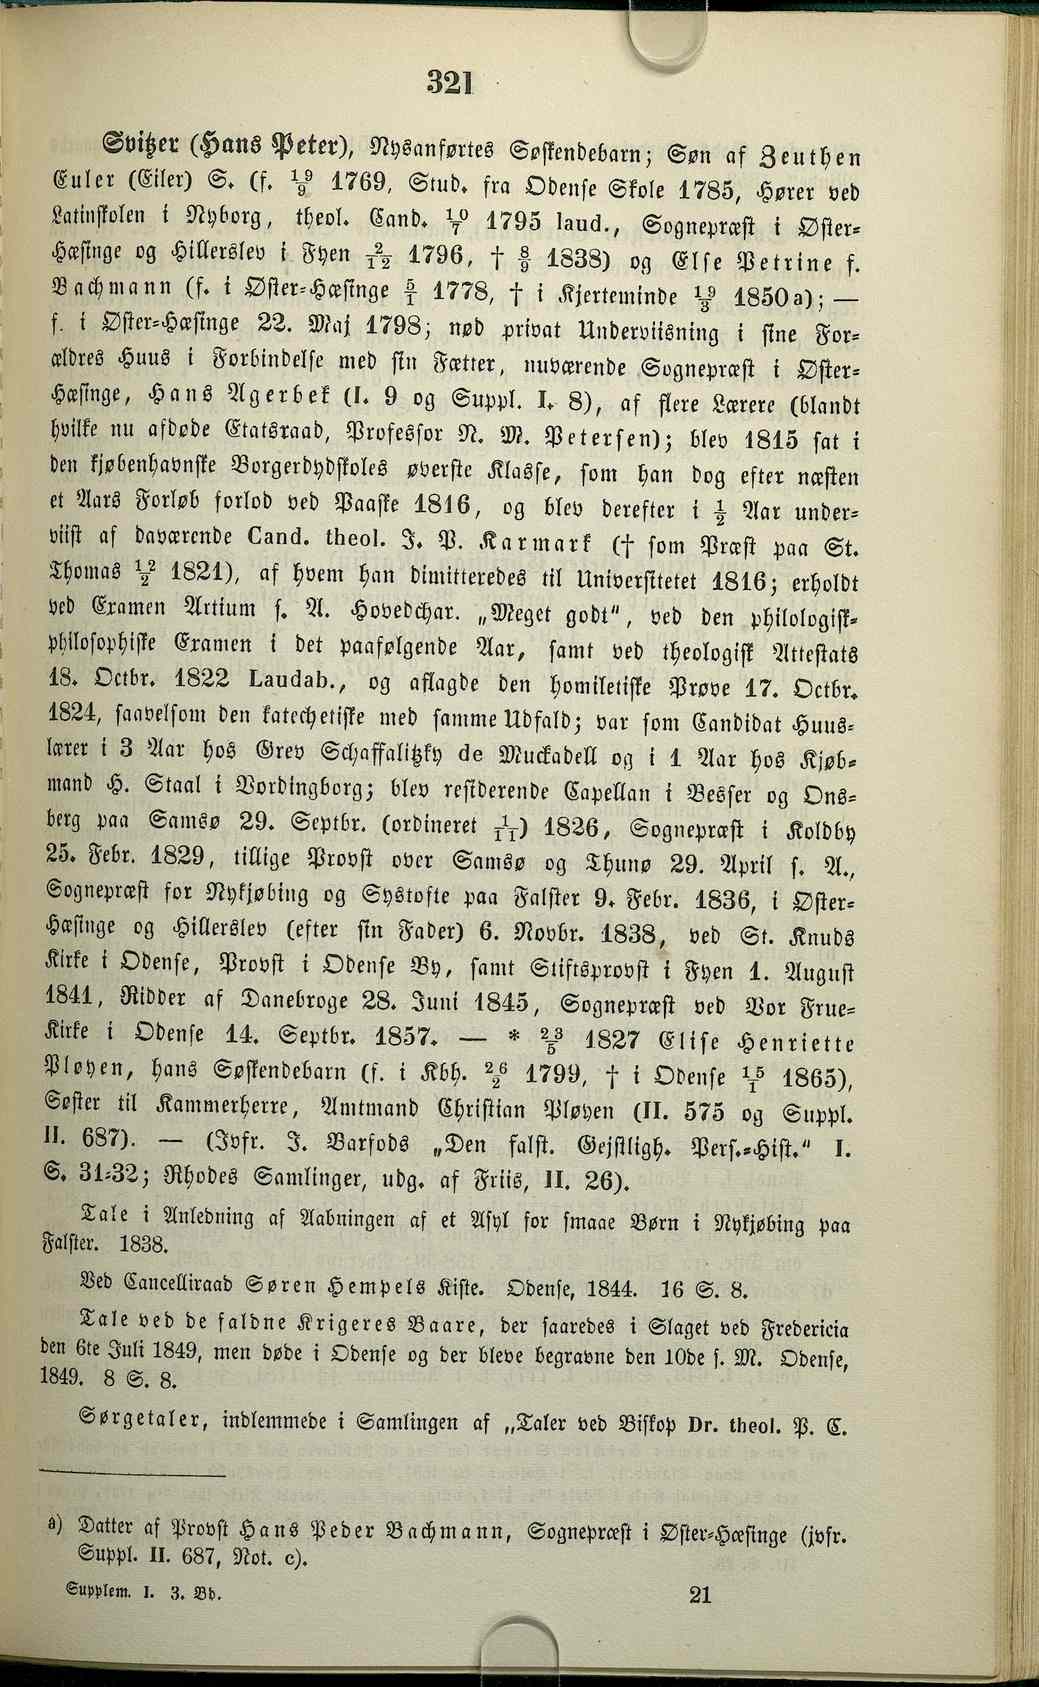 321
Svitzer (Hans Peter), Nysanførtes Søskendebarn; Søn af Zeuthen
Euler (Eiler) S. (f. 19/9 1769, Stud. fra Odense Skole 1785, Hører ved
Latinskolen i Nyborg, theol. Cand. 10/7 1795 laud., Sognepræst i Øster-
Hæsinge og Hillerslev i Fyen 2/12 1796, † 8/9 1838) og Else Petrine f.
Bachmann (f. i Øster-Hæsinge 5/1 1778, † i Kjerteminde 19/3 1850a); —
f. i Øster-Hæsinge 22. Maj 1798; nød privat Underviisning i sine For-
ældres Huus i Forbindelse med sin Fætter, nuværende Sognepræst i Øster-
Hæsinge, Hans Agerbek (I. 9 og Suppl. I. 8), af flere Lærere (blandt
hvilke nu afdøde Etatsraad, Professor N. M. Petersen); blev 1815 sat i
den kjøbenhavnske Borgerdydskoles øverste Klasse, som han dog efter næsten
et Aars Forløb forlod ved Paaske 1816, og blev derefter i 1/2 Aar under-
viist af daværende Cand. theol. J. P. Karmark († som Præst paa St.
Thomas 12/2 1821), af hvem han dimitteredes til Universitetet 1816; erholdt
ved Examen Artium s. A. Hovedchar. „Meget godt“, ved den philologisk-
philosophiske Examen i det paafølgende Aar, samt ved theologisk Attestats
18. Octbr. 1822 Laudab., og aflagde den homiletiske Prøve 17. Octbr.
1824, saavelsom den katechetiske med samme Udfald; var som Candidat Huus-
lærer i 3 Aar hos Grev Schaffalitzky de Muckadell og i 1 Aar hos Kjøb-
mand H. Staal i Vordingborg; blev residerende Capellan i Besser og Ons-
berg paa Samsø 29. Septbr. (ordineret 1/11) 1826, Sognepræst i Koldby
25. Febr. 1829, tillige Provst over Samsø og Thunø 29. April s. A.,
Sognepræst for Nykjøbing og Systofte paa Falster 9. Febr. 1836, i Øster-
Hæsinge og Hillerslev (efter sin Fader) 6. Novbr. 1838, ved St. Knuds
Kirke i Odense, Provst i Odense By, samt Stiftsprovst i Fyen 1. August
1841, Ridder af Danebroge 28. Juni 1845, Sognepræst ved Vor Frue-
Kirke i Odense 14. Septbr. 1857. — * 23/5 1827 Elise Henriette
Pløyen, hans Søskendebarn (f. i Kbh. 26/2 1799, † i Odense 15/1 1865),
Søster til Kammerherre, Amtmand Christian Pløyen (II. 575 og Suppl.
II. 687). — (Jvfr. J. Barfods „Den falst. Gejstligh. Pers.-Hist.“ I.
S. 31-32; Rhodes Samlinger, udg. af Friis, II. 26).
Tale i Anledning af Aabningen af et Asyl for smaae Børn i Nykjøbing paa
Falster. 1838.
Ved Cancelliraad Søren Hempels Kiste. Odense, 1844. 16 S. 8.
Tale ved de faldne Krigeres Baare, der saaredes i Slaget ved Fredericia
den 6te Juli 1849, men døde i Odense og der bleve begravne den 10de s. M. Odense,
1849. 8 S. 8.
Sørgetaler, indlemmede i Samlingen af „Taler ved Biskop Dr. theol. P. C.
a) Datter af Provst Hans Peder Bachmann, Sognepræst i Øster-Hæsinge (jvfr.
Suppl. II. 687, Not. c).
Supplem. I. 3. Bd. 21